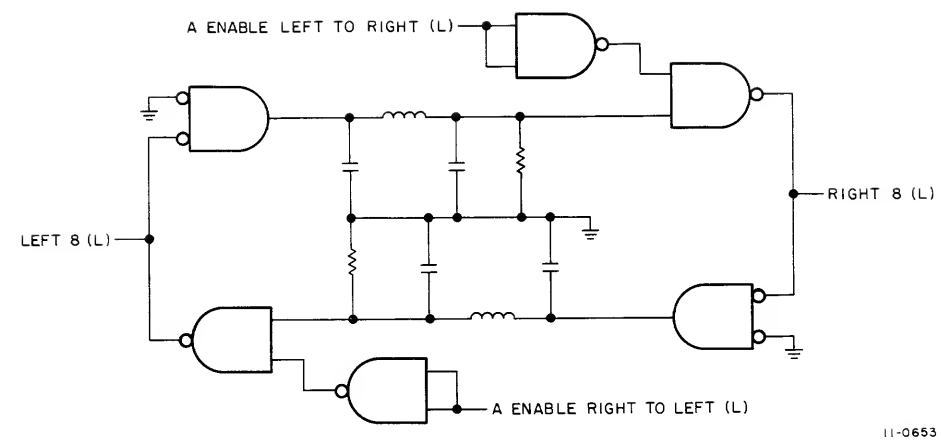 A ENABLE LEFT TO RIGHT (L)
RIGHT 8 (L)
LEFT 8 (L)
A ENABLE RIGHT TO LEFT (L)
11-0653